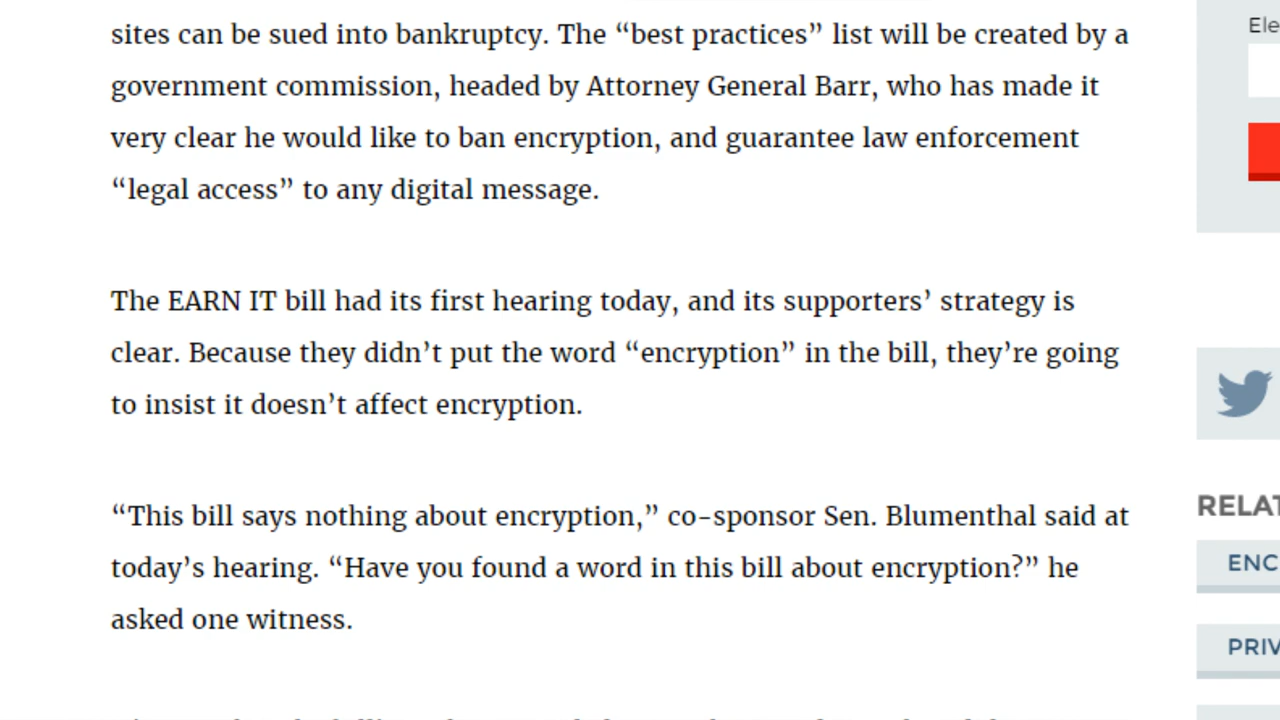 sites can be sued into bankruptcy. The “best practices” list will be created by a
government commission, headed by Attorney General Barr, who has made it
very clear he would like to ban encryption, and guarantee law enforcement
“legal access” to any digital message.
The EARN IT bill had its first hearing today, and its supporters’ strategy is
clear. Because they didn’t put the word “encryption” in the bill, they’re going
to insist it doesn’t affect encryption.
“This bill says nothing about encryption,” co-sponsor Sen. Blumenthal said at
today’s hearing. “Have you found a word in this bill about encryption?” he
asked one witness.
Ele
RELAT
ENC
PRIV